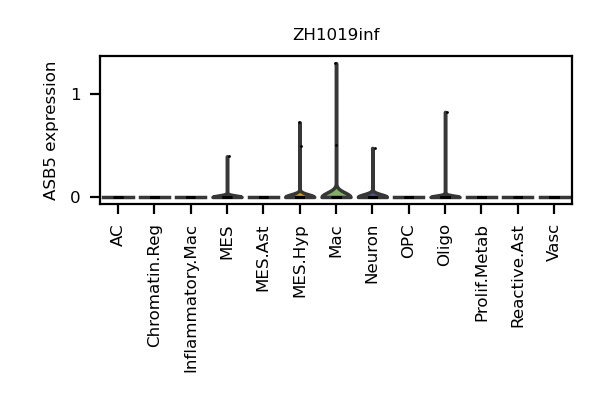 ZH1019inf
ASB5 expression
1
0
AC
Chromatin.Reg
Inflammatory.Mac
MES
MES.Ast
MES.Hyp
Mac
Neuron
OPC
Oligo
Prolif.Metab
Reactive.Ast
Vasc